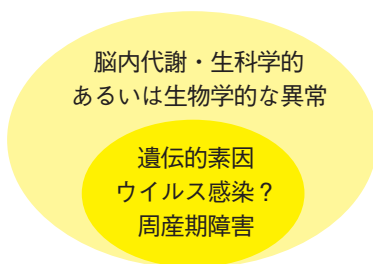 脳内代謝・生科学的
あるいは生物学的な異常
遺伝的素因
ウイルス感染？
周産期障害